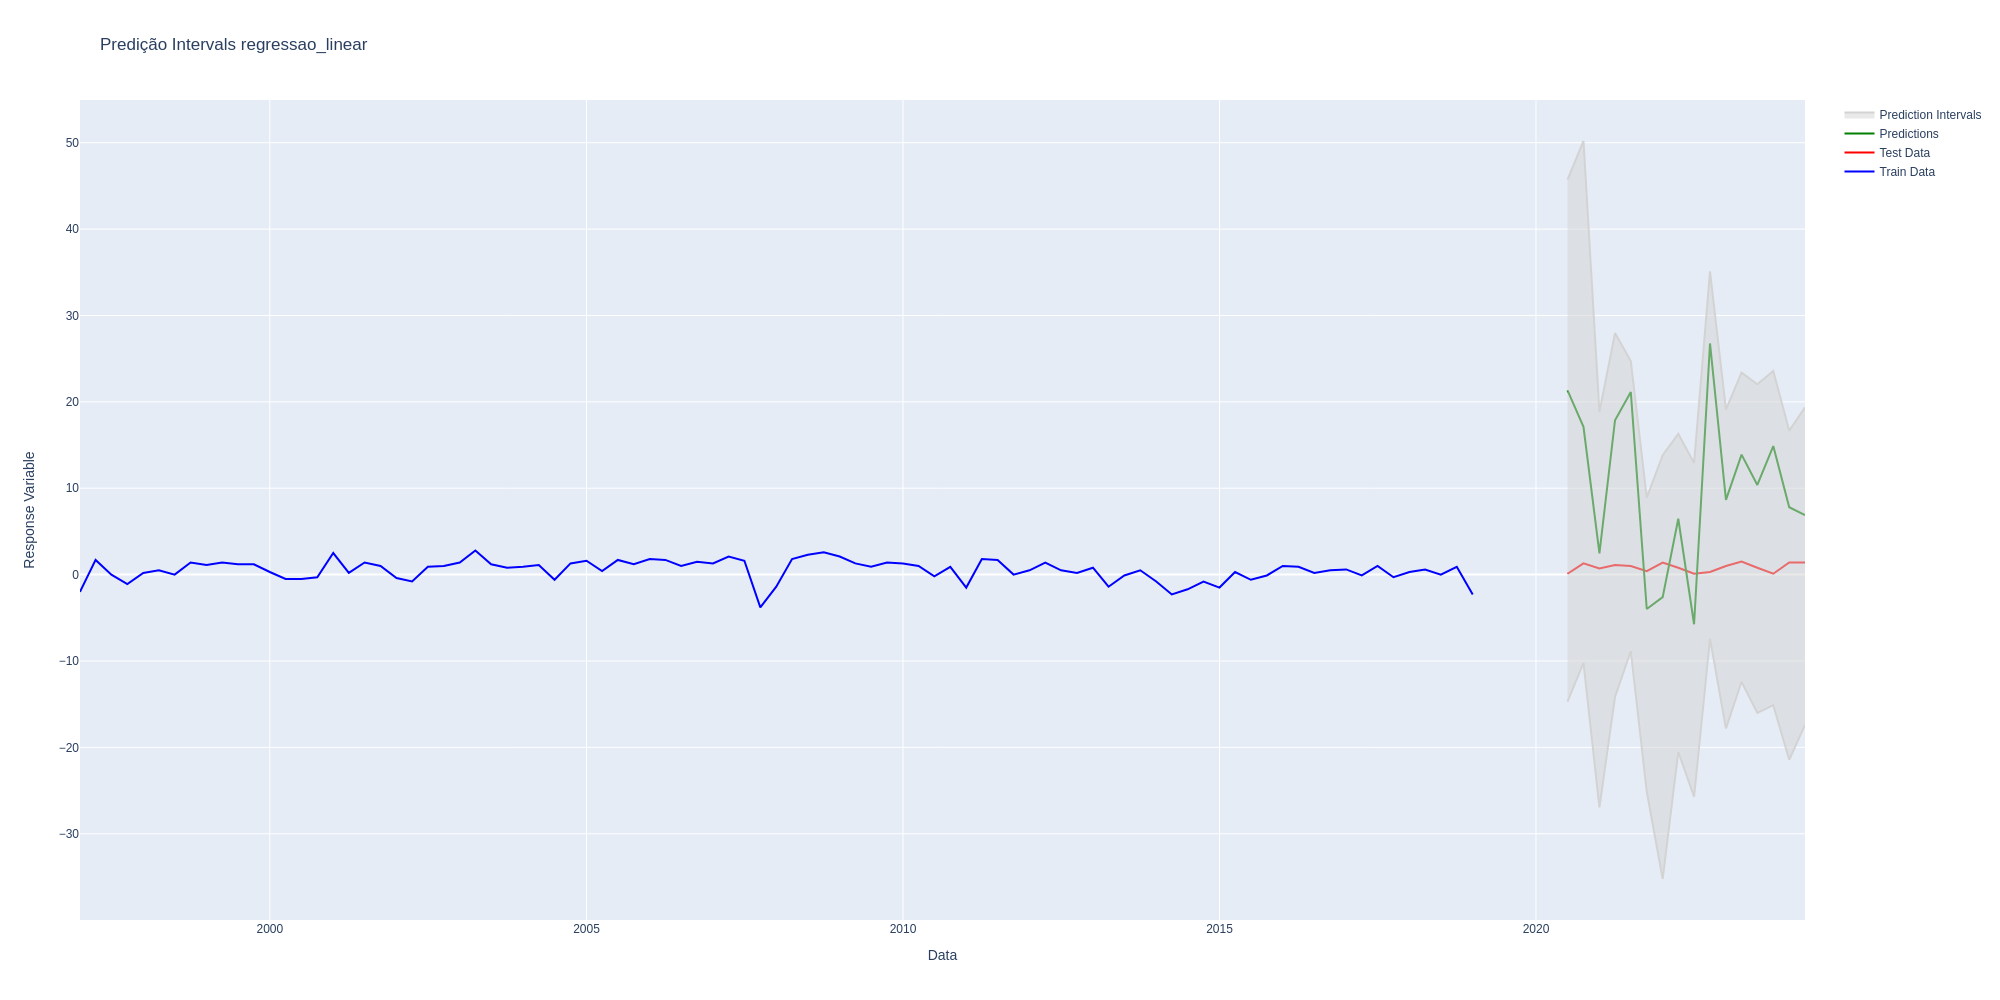 Predição Intervals regressao_linear
Prediction Intervals
Predictions
Test Data
Train Data
Response Variable
50
40
30
20
10
0
−10
−20
−30
2000
2005
2010
2015
2020
Data